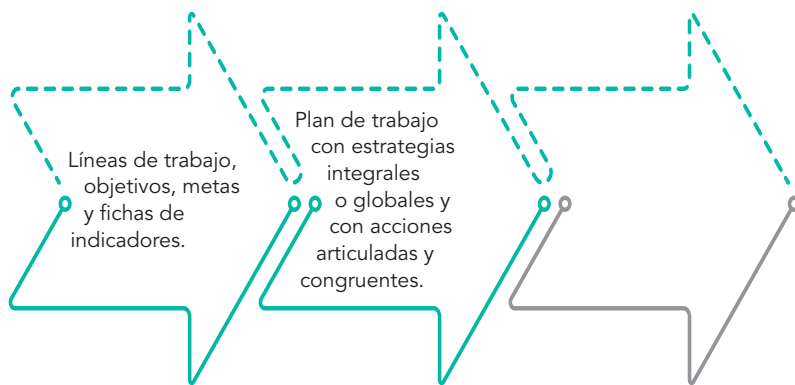 Líneas de trabajo,
objetivos, metas
y fichas de
indicadores.
Plan de trabajo
con estrategias
integrales
o globales y
con acciones
articuladas y
congruentes.